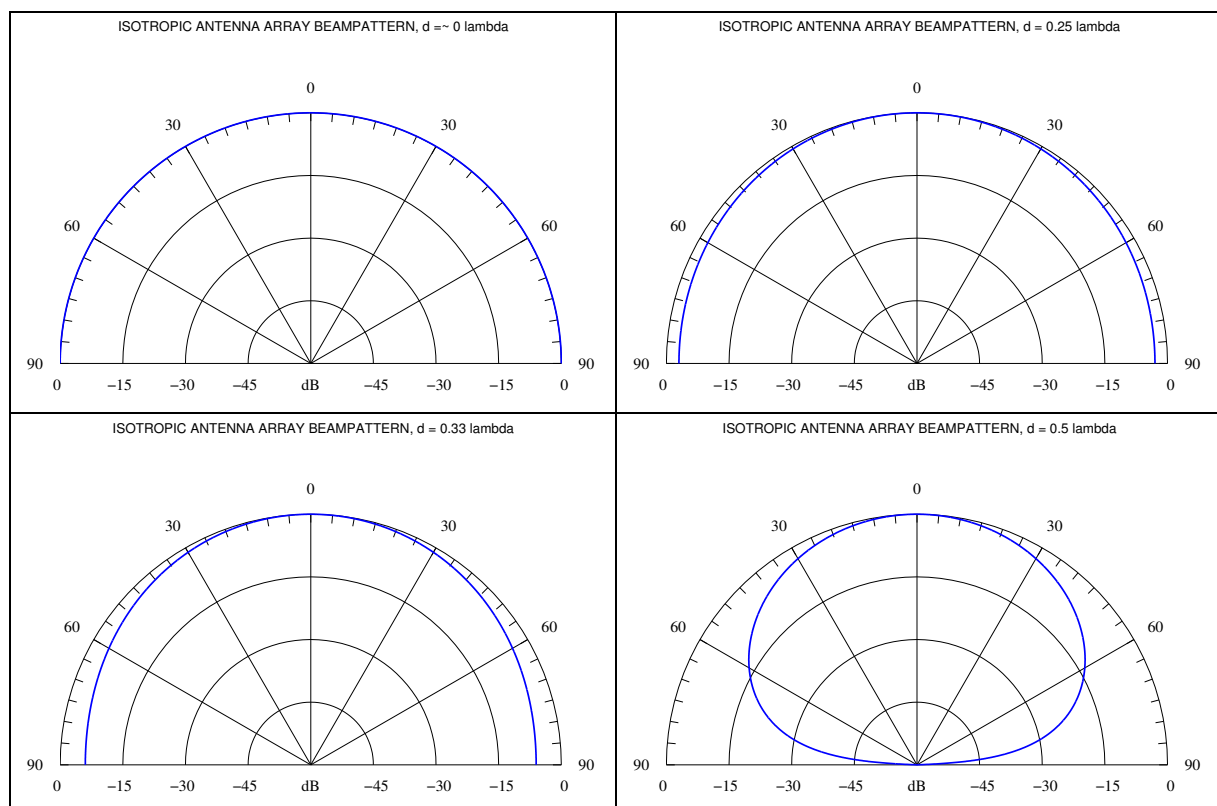 ISOTROPIC ANTENNA ARRAY BEAMPATTERN, d =~ 0 lambda
0
30 30
60 60
90 90
0 −15 −30 −45 dB −45 −30 −15 0
ISOTROPIC ANTENNA ARRAY BEAMPATTERN, d = 0.25 lambda
0
30 30
60 60
90 90
0 −15 −30 −45 dB −45 −30 −15 0
ISOTROPIC ANTENNA ARRAY BEAMPATTERN, d = 0.33 lambda
0
30 30
60 60
90 90
0 −15 −30 −45 dB −45 −30 −15 0
ISOTROPIC ANTENNA ARRAY BEAMPATTERN, d = 0.5 lambda
0
30 30
60 60
90 90
0 −15 −30 −45 dB −45 −30 −15 0